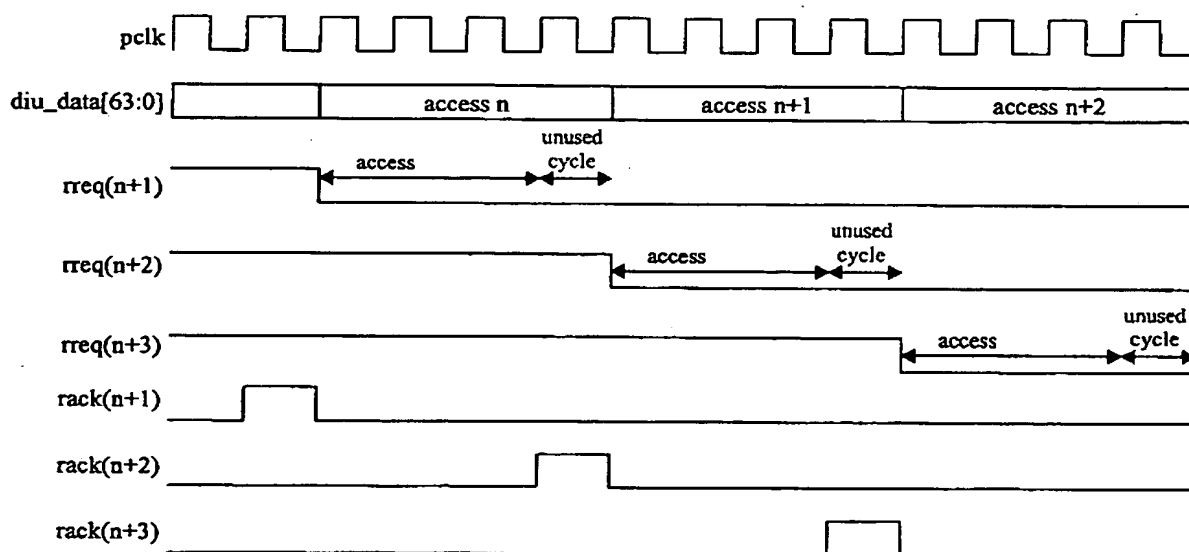 pclk
diu_data[63:0]
access n
access n+1
access n+2
rreq(n+1)
access
unused
cycle
rreq(n+2)
access
unused
cycle
rreq(n+3)
access
unused
cycle
rack(n+1)
rack(n+2)
rack(n+3)